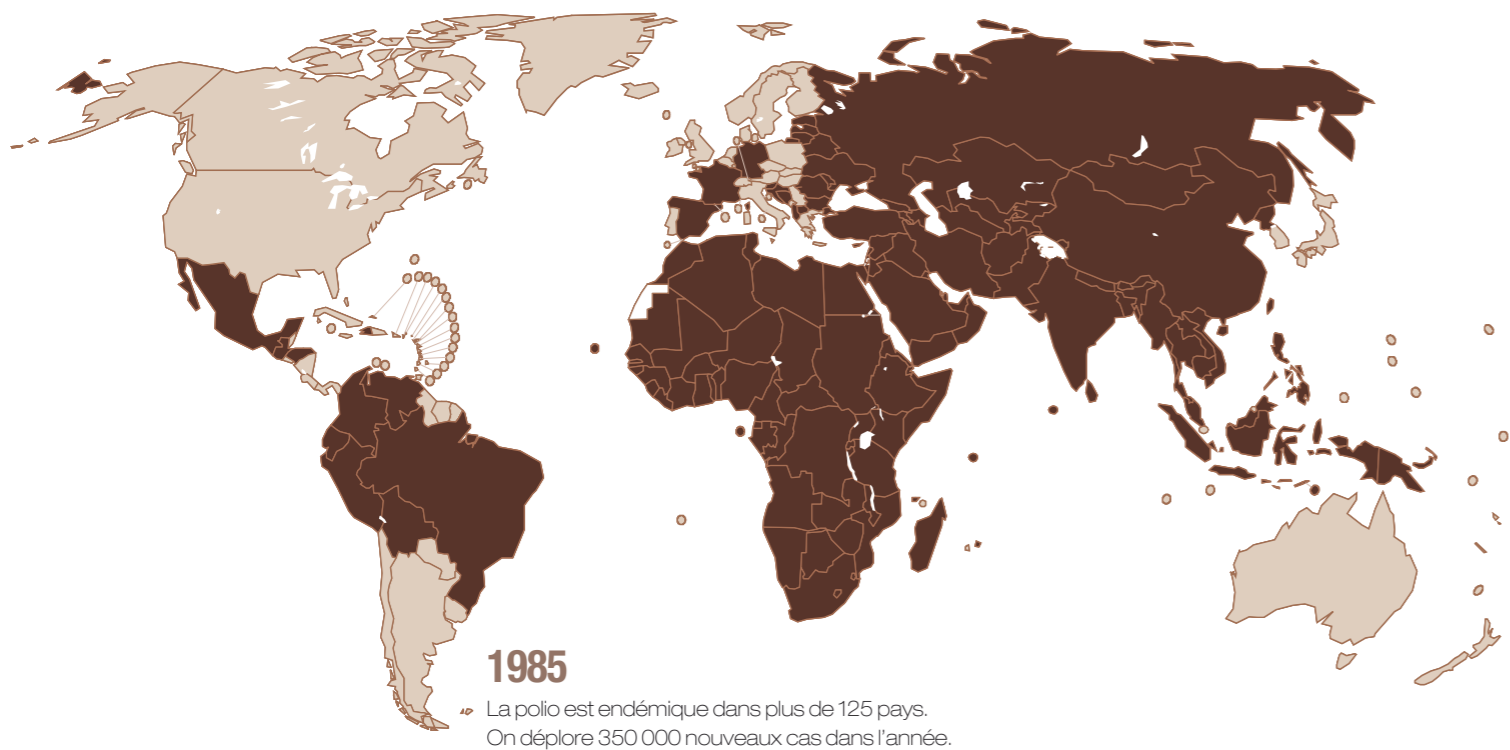 1985
La polio est endémique dans plus de 125 pays.
On déplore 350 000 nouveaux cas dans l'année.